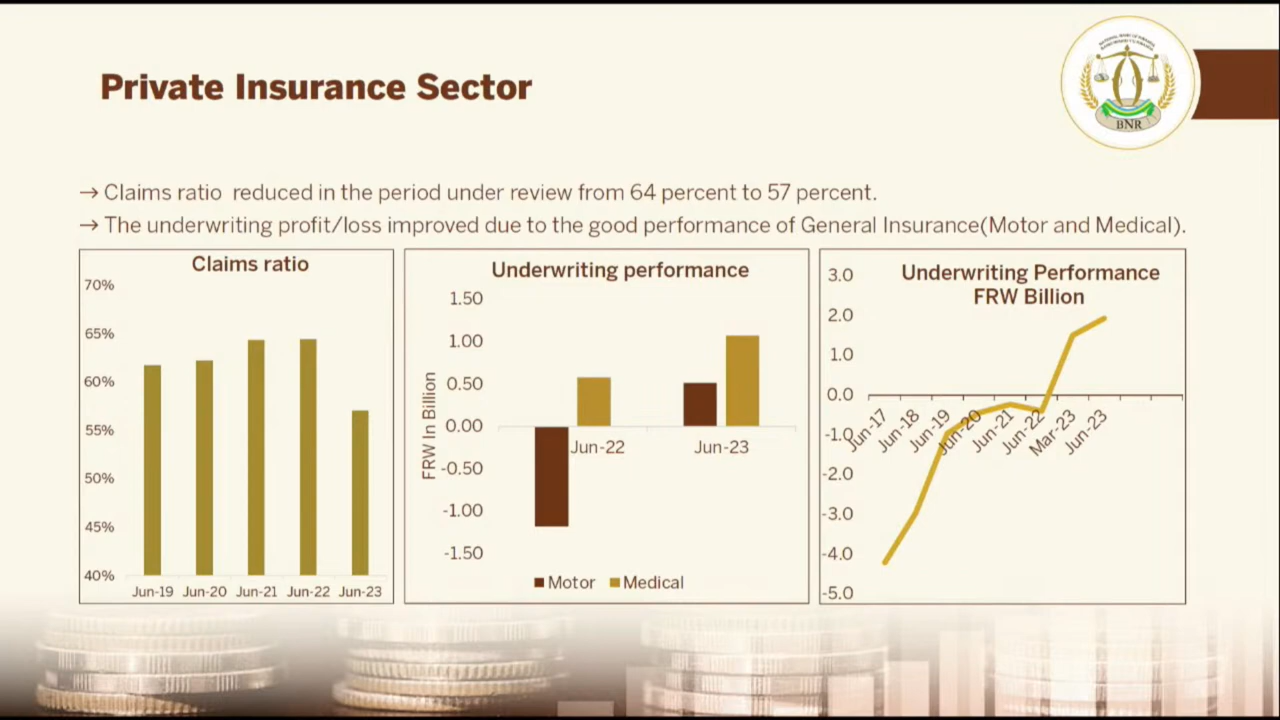 Private Insurance Sector
BNR
→ Claims ratio reduced in the period under review from 64 percent to 57 percent.
→ The underwriting profit/loss improved due to the good performance of General Insurance(Motor and Medical).
Claims ratio
70%
65%
60%
55%
50%
45%
40%
Jun-19 Jun-20 Jun-21 Jun-22 Jun-23
Underwriting performance
FRW In Billion
1.50
1.00
0.50
0.00
-0.50
-1.00
-1.50
Jun-22 Jun-23
Motor Medical
Underwriting Performance
FRW Billion
3.0
2.0
1.0
0.0
-1.0
-2.0
-3.0
-4.0
-5.0
Jun-17 Jun-18 Jun-19 Jun-20 Jun-21 Jun-22 Mar-23 Jun-23